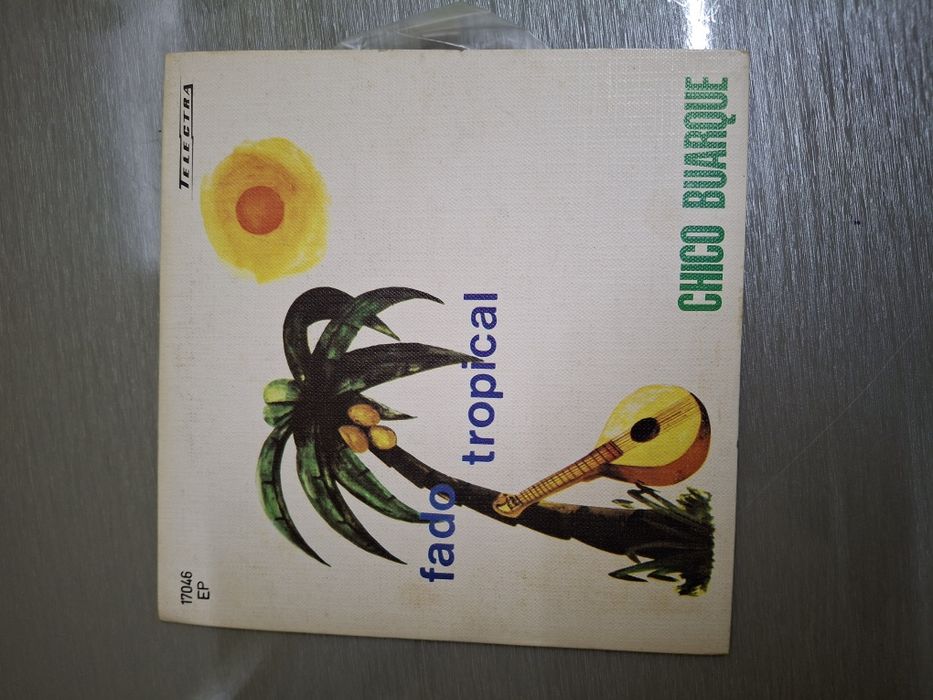 17046
EP
TELECTRA
fado tropical
CHICO BUARQUE